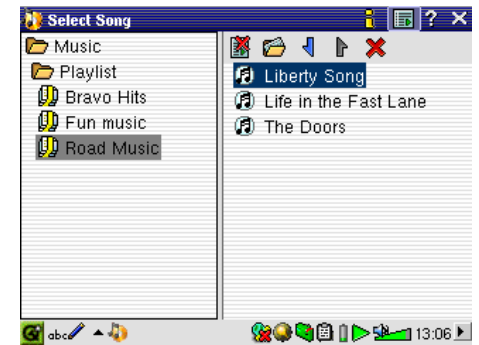 Select Song
?
Music
Playlist
Bravo Hits
Fun music
Road Music
Liberty Song
Life in the Fast Lane
The Doors
abc
13:06